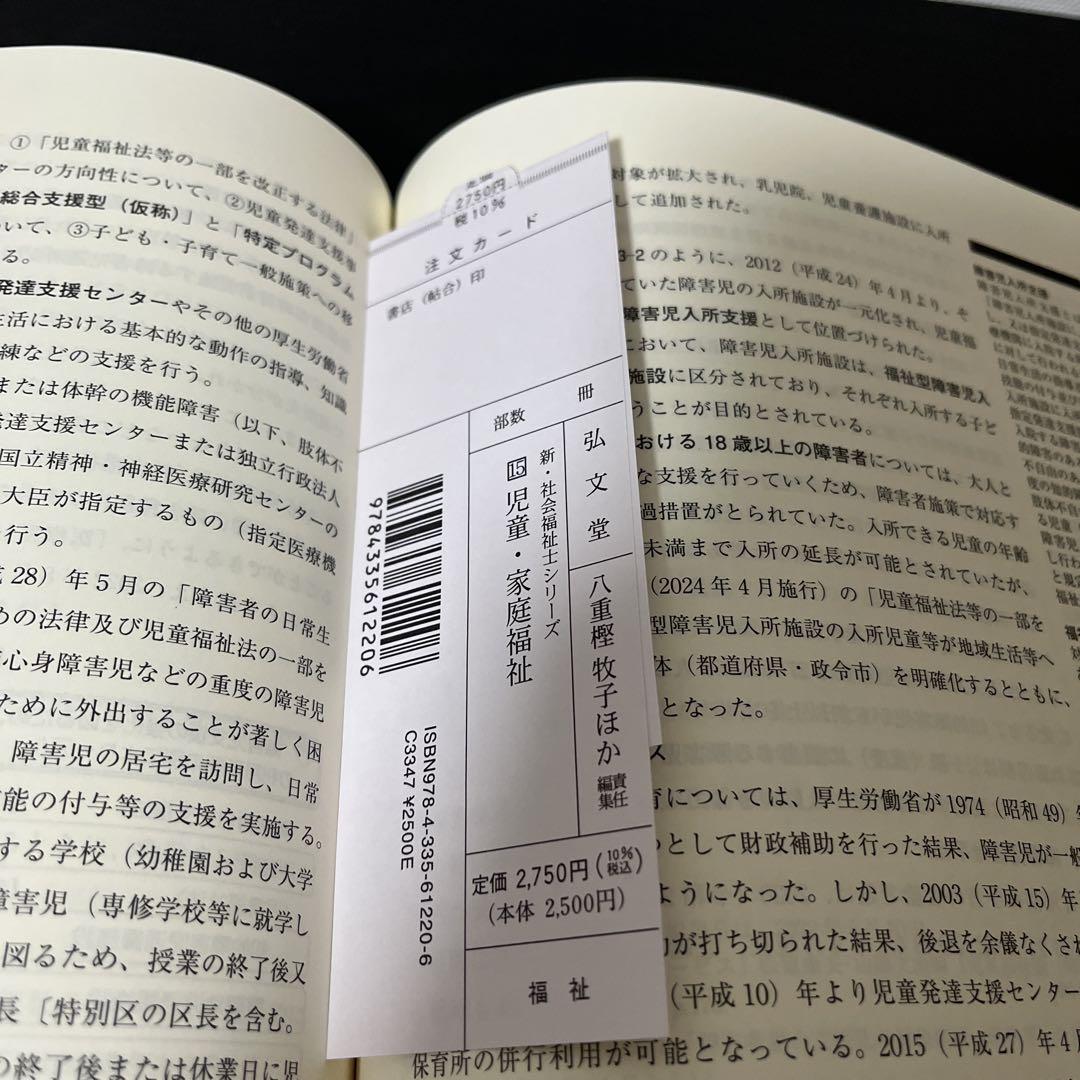 ①「児童福祉法等の一部を改正する法律」
ターの方向性について、②児童発達支援事
総合支援型（仮称）」と「特定プログラム
いて、③子ども・子育て一般施策への移
る。
発達支援センターやその他の厚生労働省
生活における基本的な動作の指導、知識
練などの支援を行う。
または体幹の機能障害（以下、肢体不
発達支援センターまたは独立行政法人
国立精神・神経医療研究センターの
大臣が指定するもの（指定医療機
行う。
28）年5月の「障害者の日常生
めの法律及び児童福祉法の一部を
心身障害児などの重度の障害児
ために外出することが著しく困
障害児の居宅を訪問し、日常
能の付与等の支援を実施する。
する学校（幼稚園および大学
障害児（専修学校等に就学し
図るため、授業の終了後又
長〔特別区の区長を含む。
の終了後または休業日に児
定価
2750円
税10%
注文カード
書店（帖合）印
部数 冊
弘文堂
八重樫 牧子ほか 責任編集
新・社会福祉士シリーズ
15 児童・家庭福祉
9784335612206
ISBN978-4-335-61220-6
C3347 ¥2500E
定価 2,750円（10%税込）
（本体 2,500円）
福祉
対象が拡大され、乳児院、児童養護施設に入所
して追加された。
3-2のように、2012（平成24）年4月より、そ
ていた障害児の入所施設が一元化され、児童福
障害児入所支援として位置づけられた。
において、障害児入所施設は、福祉型障害児入
施設に区分されており、それぞれ入所する子ど
うことが目的とされている。
おける18歳以上の障害者については、大人と
な支援を行っていくため、障害者施策で対応す
過措置がとられていた。入所できる児童の年齢
未満まで入所の延長が可能とされていたが、
（2024年4月施行）の「児童福祉法等の一部を
型障害児入所施設の入所児童等が地域生活等へ
体（都道府県・政令市）を明確化するとともに、
となった。
ス
育については、厚生労働省が1974（昭和49）年
つとして財政補助を行った結果、障害児が一般
ようになった。しかし、2003（平成15）年
が打ち切られた結果、後退を余儀なくされ
（平成10）年より児童発達支援センター
保育所の併行利用が可能となっている。2015（平成27）年4月
障害児入所支援